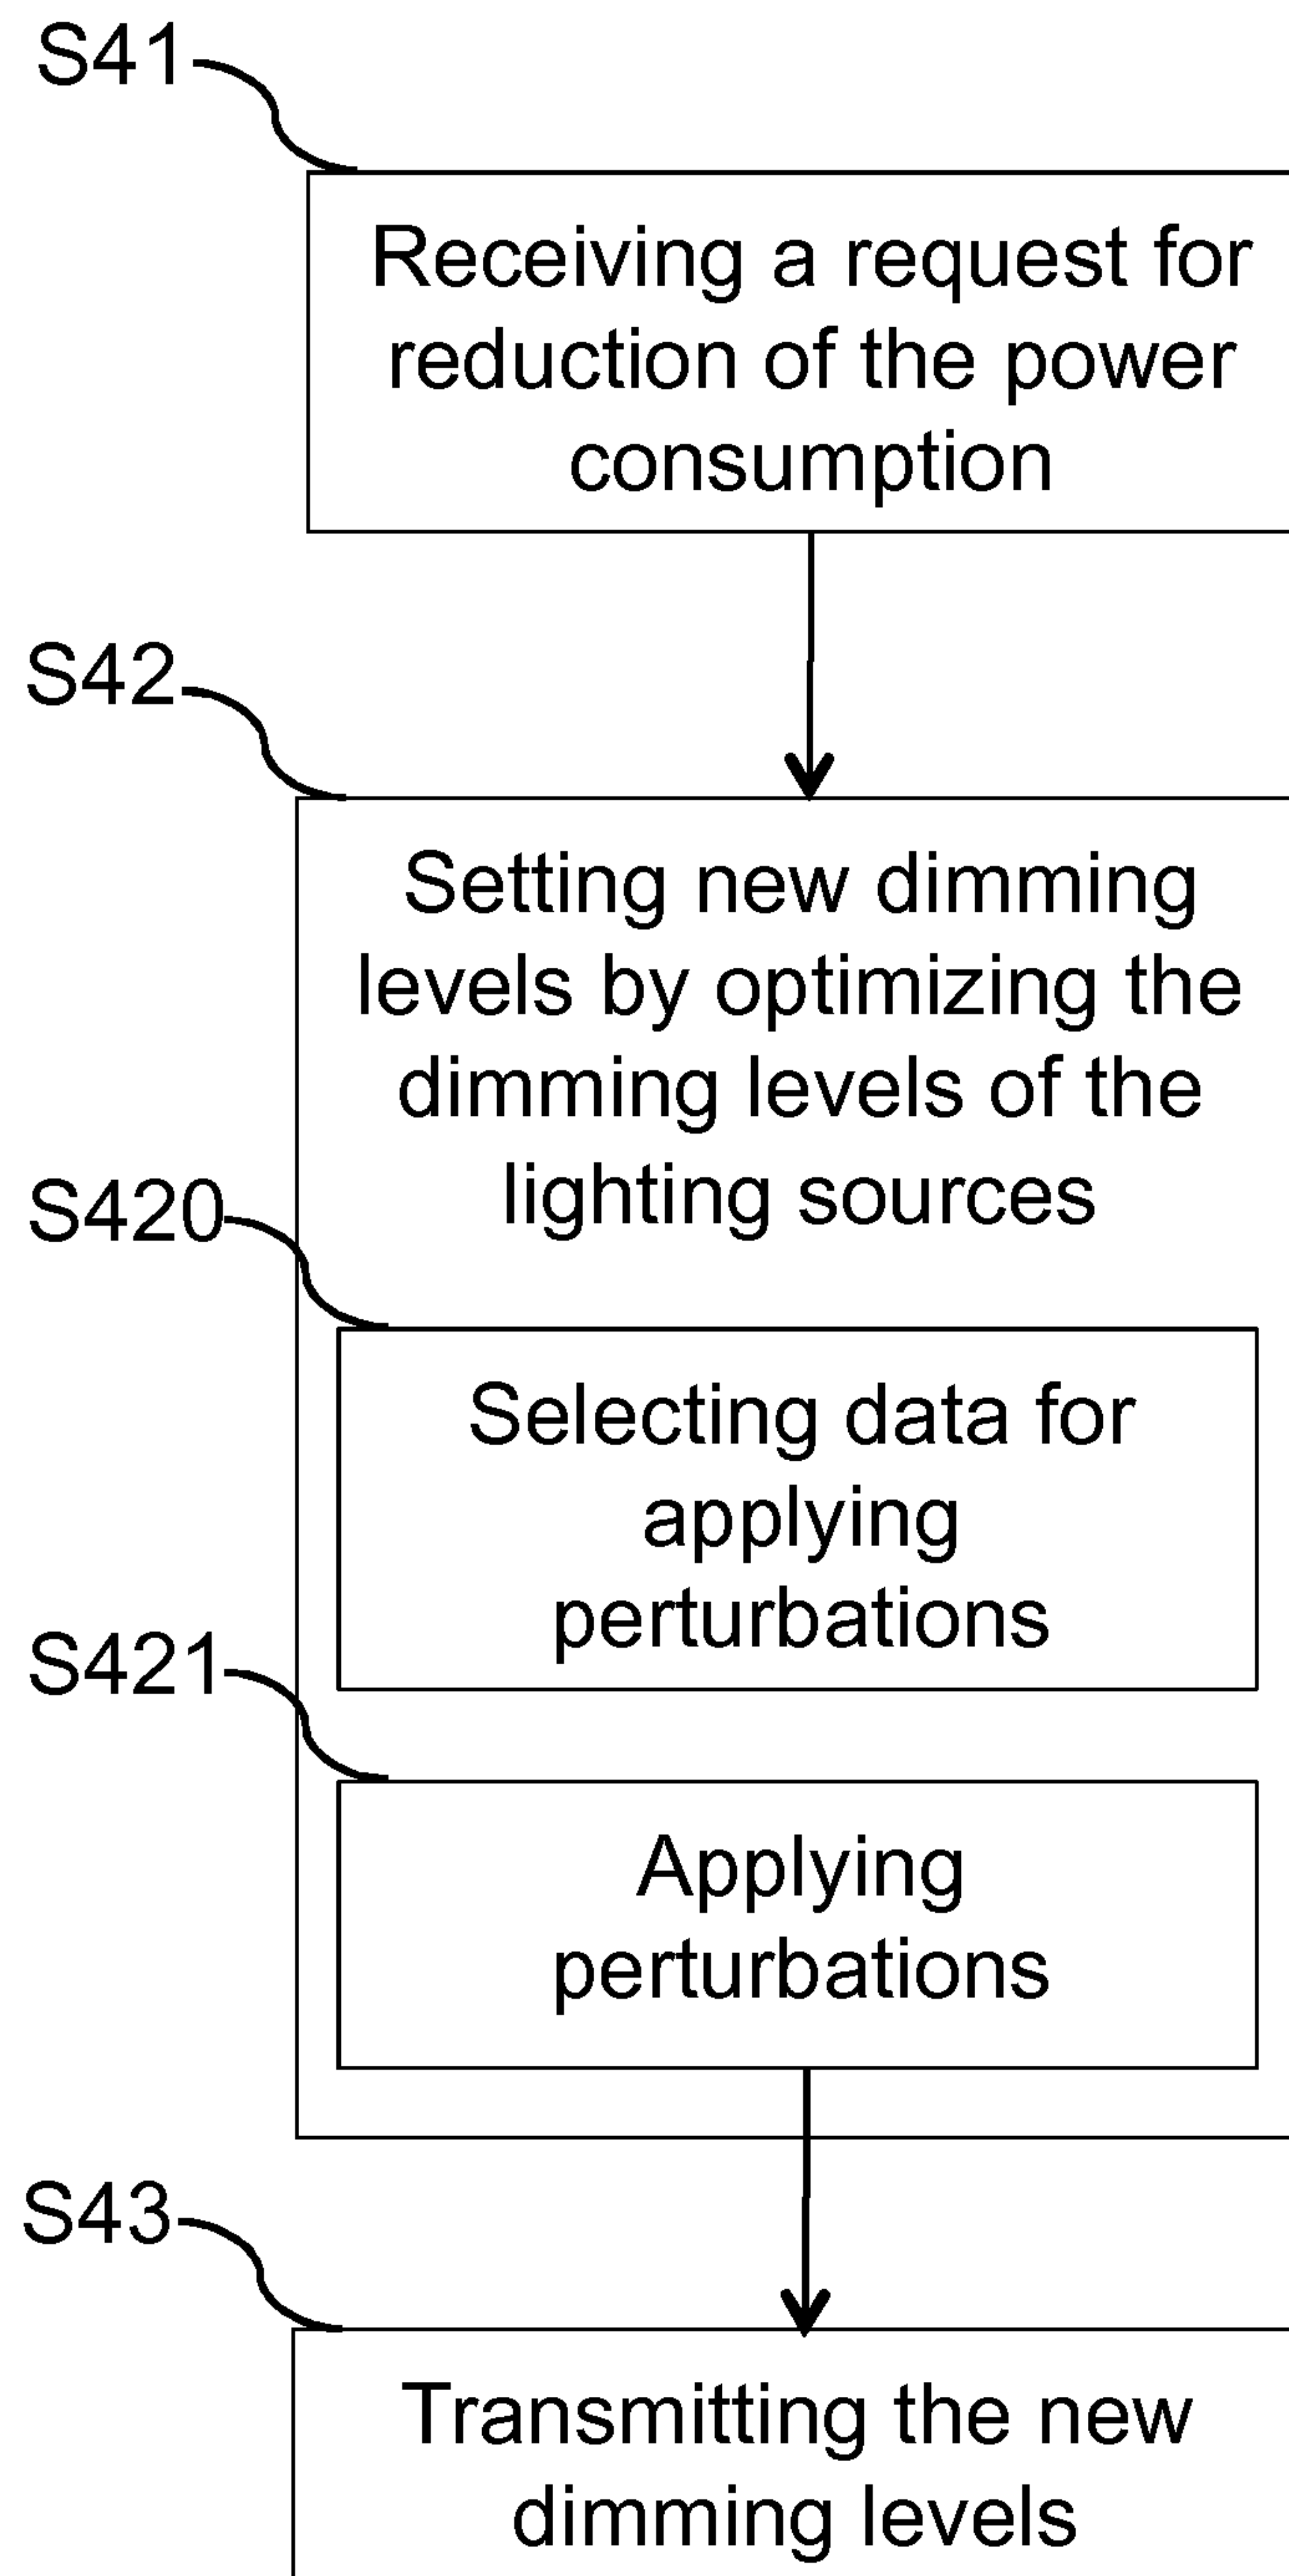 S41
Receiving a request for
reduction of the power
consumption
S42
Setting new dimming
levels by optimizing the
dimming levels of the
lighting sources
S420
Selecting data for
applying
perturbations
S421
Applying
perturbations
S43
Transmitting the new
dimming levels